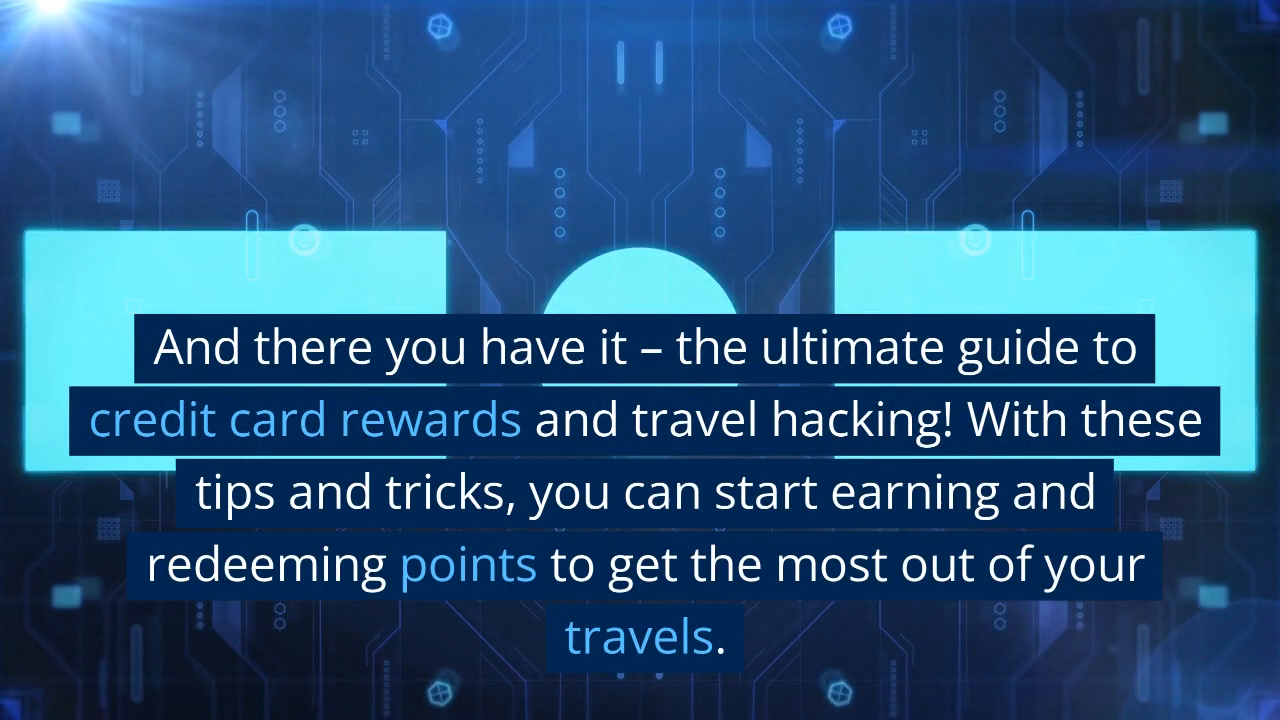 And there you have it – the ultimate guide to
credit card rewards and travel hacking! With these
tips and tricks, you can start earning and
redeeming points to get the most out of your
travels.